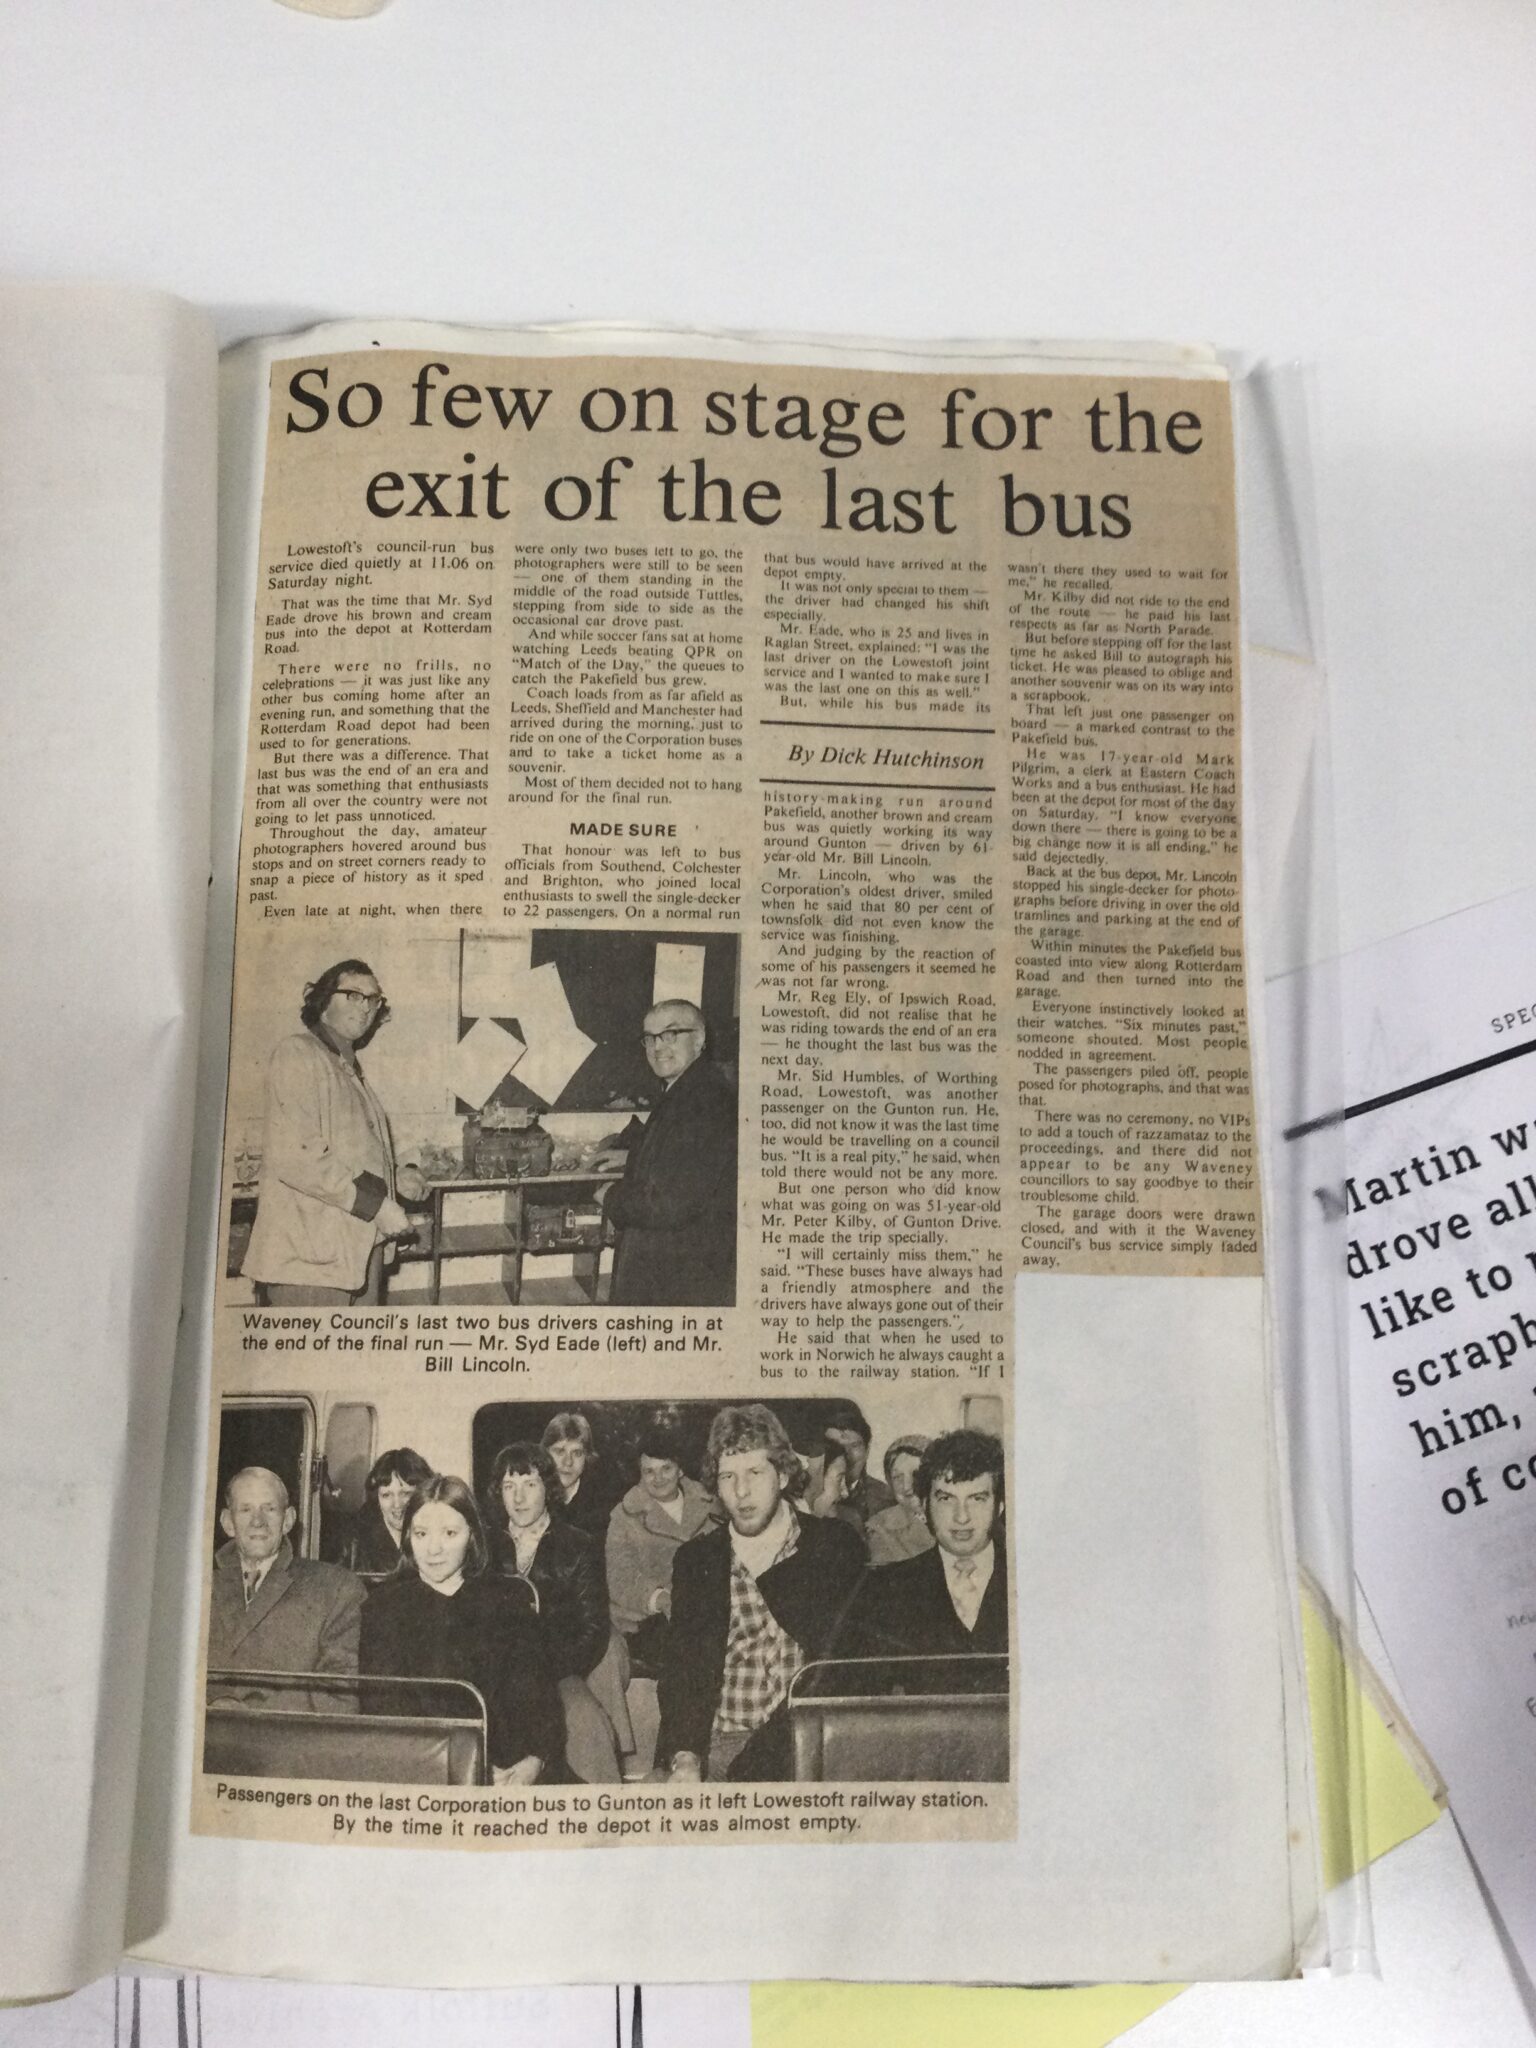 So few on stage for the
exit of the last bus
Lowestoft's council-run bus
service died quietly at 11.06 on
Saturday night.
That was the time that Mr. Syd
Eade drove his brown and cream
bus into the depot at Rotterdam
Road.
There were no frills, no
celebrations — it was just like any
other bus coming home after an
evening run, and something that the
Rotterdam Road depot had been
used to for generations.
But there was a difference. That
last bus was the end of an era and
that was something that enthusiasts
from all over the country were not
going to let pass unnoticed.
Throughout the day, amateur
photographers hovered around bus
stops and on street corners ready to
snap a piece of history as it sped
past.
Even late at night, when there
were only two buses left to go, the
photographers were still to be seen
— one of them standing in the
middle of the road outside Tuttles,
stepping from side to side as the
occasional car drove past.
And while soccer fans sat at home
watching Leeds beating QPR on
"Match of the Day," the queues to
catch the Pakefield bus grew.
Coach loads from as far afield as
Leeds, Sheffield and Manchester had
arrived during the morning, just to
ride on one of the Corporation buses
and to take a ticket home as a
souvenir.
Most of them decided not to hang
around for the final run.
MADE SURE
That honour was left to bus
officials from Southend, Colchester
and Brighton, who joined local
enthusiasts to swell the single-decker
to 22 passengers. On a normal run
that bus would have arrived at the
depot empty.
It was not only special to them —
the driver had changed his shift
especially.
Mr. Eade, who is 25 and lives in
Raglan Street, explained: "I was the
last driver on the Lowestoft joint
service and I wanted to make sure I
was the last one on this as well."
But, while his bus made its
By Dick Hutchinson
history-making run around
Pakefield, another brown and cream
bus was quietly working its way
around Gunton — driven by 61-
year-old Mr. Bill Lincoln.
Mr. Lincoln, who was the
Corporation's oldest driver, smiled
when he said that 80 per cent of
townsfolk did not even know the
service was finishing.
And judging by the reaction of
some of his passengers it seemed he
was not far wrong.
Mr. Reg Ely, of Ipswich Road,
Lowestoft, did not realise that he
was riding towards the end of an era
— he thought the last bus was the
next day.
Mr. Sid Humbles, of Worthing
Road, Lowestoft, was another
passenger on the Gunton run. He,
too, did not know it was the last time
he would be travelling on a council
bus. "It is a real pity," he said, when
told there would not be any more.
But one person who did know
what was going on was 51-year-old
Mr. Peter Kilby, of Gunton Drive.
He made the trip specially.
"I will certainly miss them," he
said. "These buses have always had
a friendly atmosphere and the
drivers have always gone out of their
way to help the passengers."
He said that when he used to
work in Norwich he always caught a
bus to the railway station. "If I
wasn't there they used to wait for
me," he recalled.
Mr. Kilby did not ride to the end
of the route — he paid his last
respects as far as North Parade.
But before stepping off for the last
time he asked Bill to autograph his
ticket. He was pleased to oblige and
another souvenir was on its way into
a scrapbook.
That left just one passenger on
board — a marked contrast to the
Pakefield bus.
He was 17-year-old Mark
Pilgrim, a clerk at Eastern Coach
Works and a bus enthusiast. He had
been at the depot for most of the day
on Saturday. "I know everyone
down there — there is going to be a
big change now it is all ending," he
said dejectedly.
Back at the bus depot, Mr. Lincoln
stopped his single-decker for photo-
graphs before driving in over the old
tramlines and parking at the end of
the garage.
Within minutes the Pakefield bus
coasted into view along Rotterdam
Road and then turned into the
garage.
Everyone instinctively looked at
their watches. "Six minutes past,"
someone shouted. Most people
nodded in agreement.
The passengers piled off, people
posed for photographs, and that was
that.
There was no ceremony, no VIPs
to add a touch of razzamataz to the
proceedings, and there did not
appear to be any Waveney
councillors to say goodbye to their
troublesome child.
The garage doors were drawn
closed, and with it the Waveney
Council's bus service simply faded
away.
Waveney Council's last two bus drivers cashing in at
the end of the final run — Mr. Syd Eade (left) and Mr.
Bill Lincoln.
Passengers on the last Corporation bus to Gunton as it left Lowestoft railway station.
By the time it reached the depot it was almost empty.
SPEC
Martin w
drove all
like to
scrapb
him,
of co